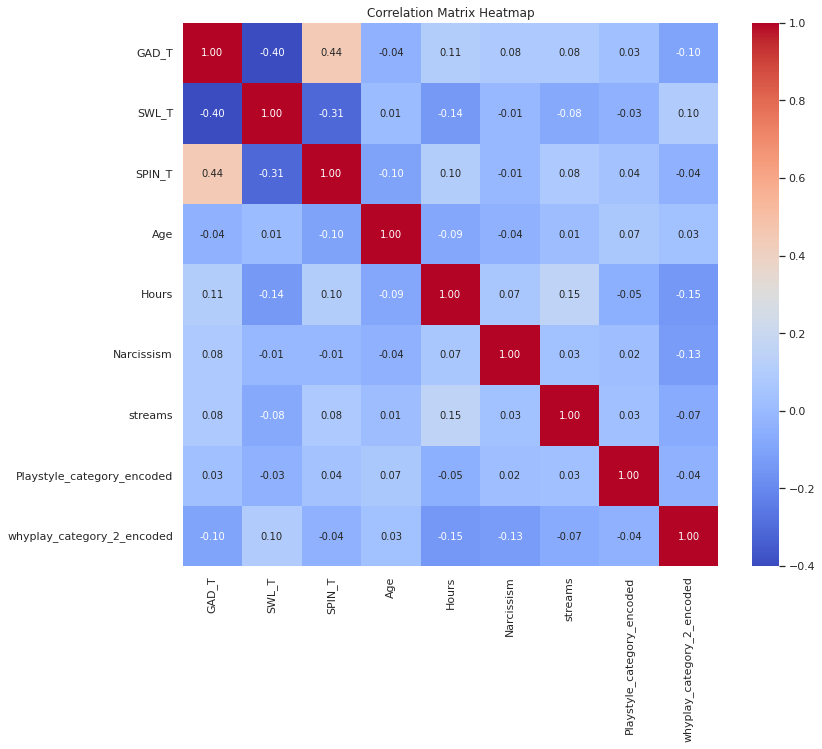 Correlation Matrix Heatmap
GAD_T 1.00 -0.40 0.44 -0.04 0.11 0.08 0.08 0.03 -0.10
SWL_T -0.40 1.00 -0.31 0.01 -0.14 -0.01 -0.08 -0.03 0.10
SPIN_T 0.44 -0.31 1.00 -0.10 0.10 -0.01 0.08 0.04 -0.04
Age -0.04 0.01 -0.10 1.00 -0.09 -0.04 0.01 0.07 0.03
Hours 0.11 -0.14 0.10 -0.09 1.00 0.07 0.15 -0.05 -0.15
Narcissism 0.08 -0.01 -0.01 -0.04 0.07 1.00 0.03 0.02 -0.13
streams 0.08 -0.08 0.08 0.01 0.15 0.03 1.00 0.03 -0.07
Playstyle_category_encoded 0.03 -0.03 0.04 0.07 -0.05 0.02 0.03 1.00 -0.04
whyplay_category_2_encoded -0.10 0.10 -0.04 0.03 -0.15 -0.13 -0.07 -0.04 1.00
GAD_T
SWL_T
SPIN_T
Age
Hours
Narcissism
streams
Playstyle_category_encoded
whyplay_category_2_encoded
1.0
0.8
0.6
0.4
0.2
0.0
−0.2
−0.4